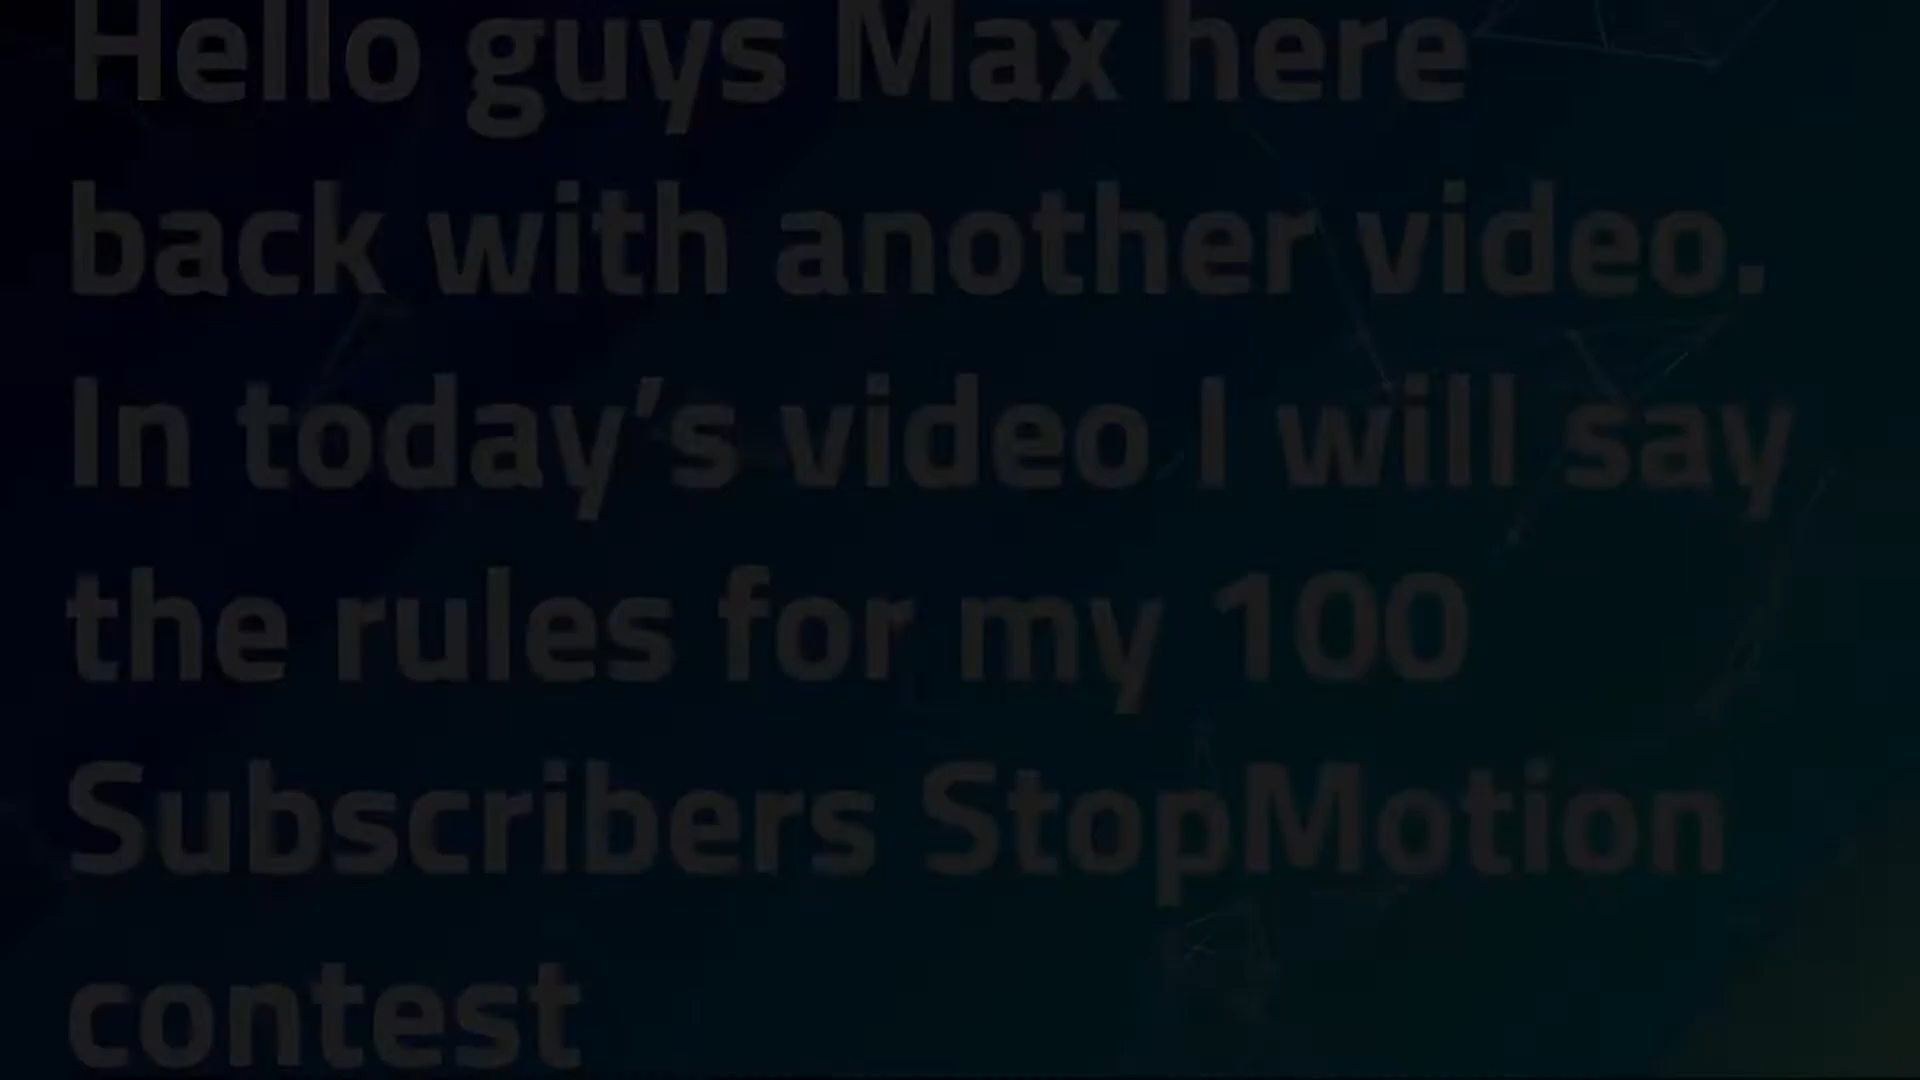 Hello guys Max here
back with another video.
In today’s video I will say
the rules for my 100
Subscribers StopMotion
contest